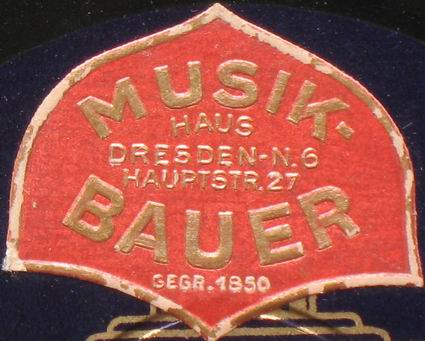 MUSIK-
HAUS
DRESDEN-N.6
HAUPTSTR.27
BAUER
GEGR.1850